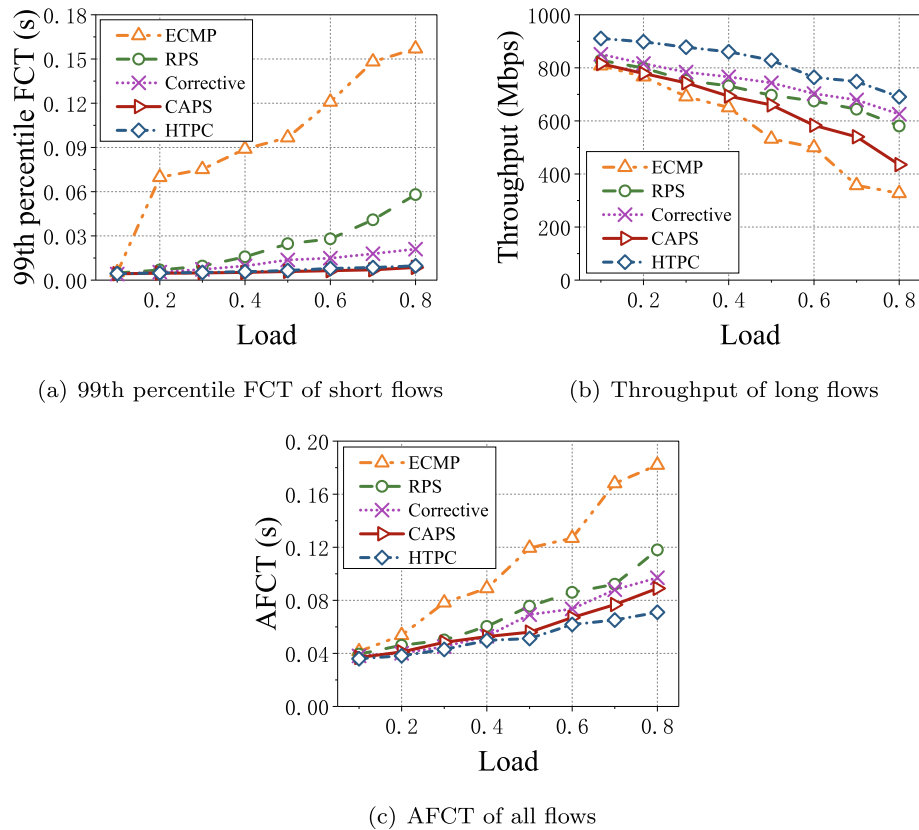 0.18
0.15
0.12
0.09
0.06
0.03
0.00
99th percentile FCT (s)
ECMP
RPS
Corrective
CAPS
HTPC
0.2 0.4 0.6 0.8
Load
(a) 99th percentile FCT of short flows
1000
800
600
400
200
0
Throughput (Mbps)
ECMP
RPS
Corrective
CAPS
HTPC
0.2 0.4 0.6 0.8
Load
(b) Throughput of long flows
0.20
0.16
0.12
0.08
0.04
0.00
AFCT (s)
ECMP
RPS
Corrective
CAPS
HTPC
0.2 0.4 0.6 0.8
Load
(c) AFCT of all flows